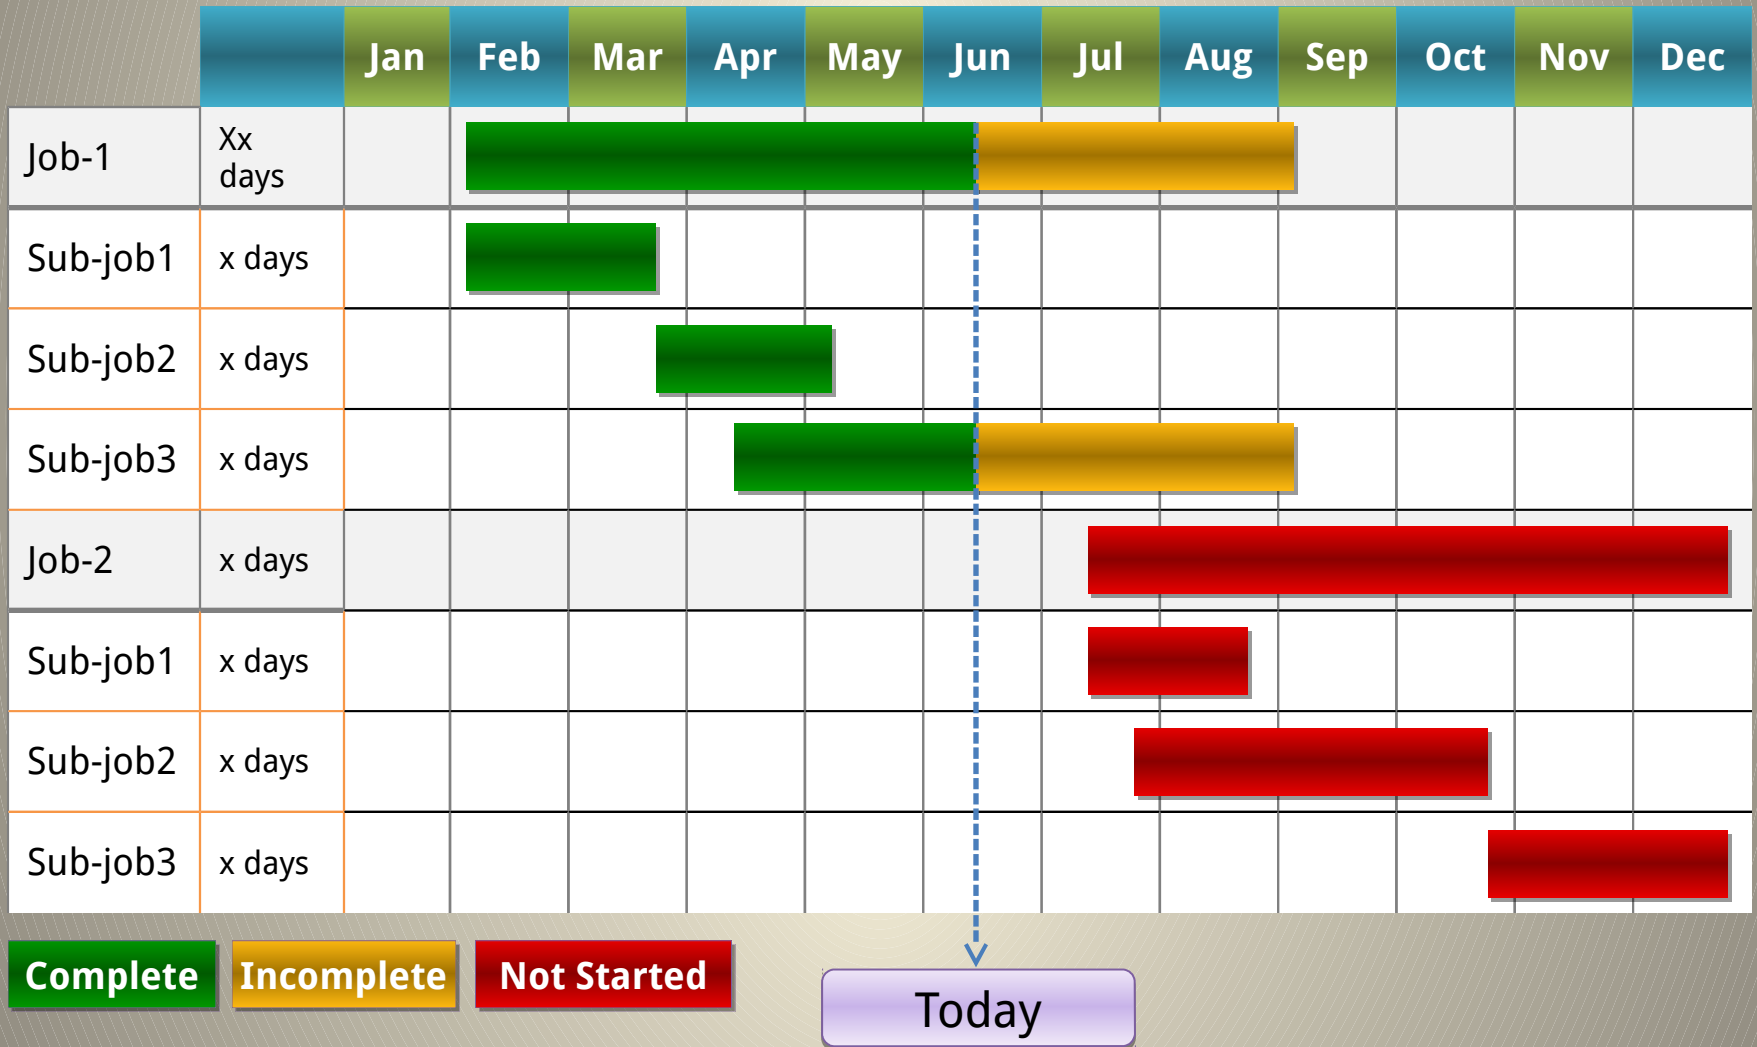 Jan Feb Mar Apr May Jun Jul Aug Sep Oct Nov Dec
Job-1 Xx
days
Sub-job1 x days
Sub-job2 x days
Sub-job3 x days
Job-2 x days
Sub-job1 x days
Sub-job2 x days
Sub-job3 x days
Complete Incomplete Not Started
Today